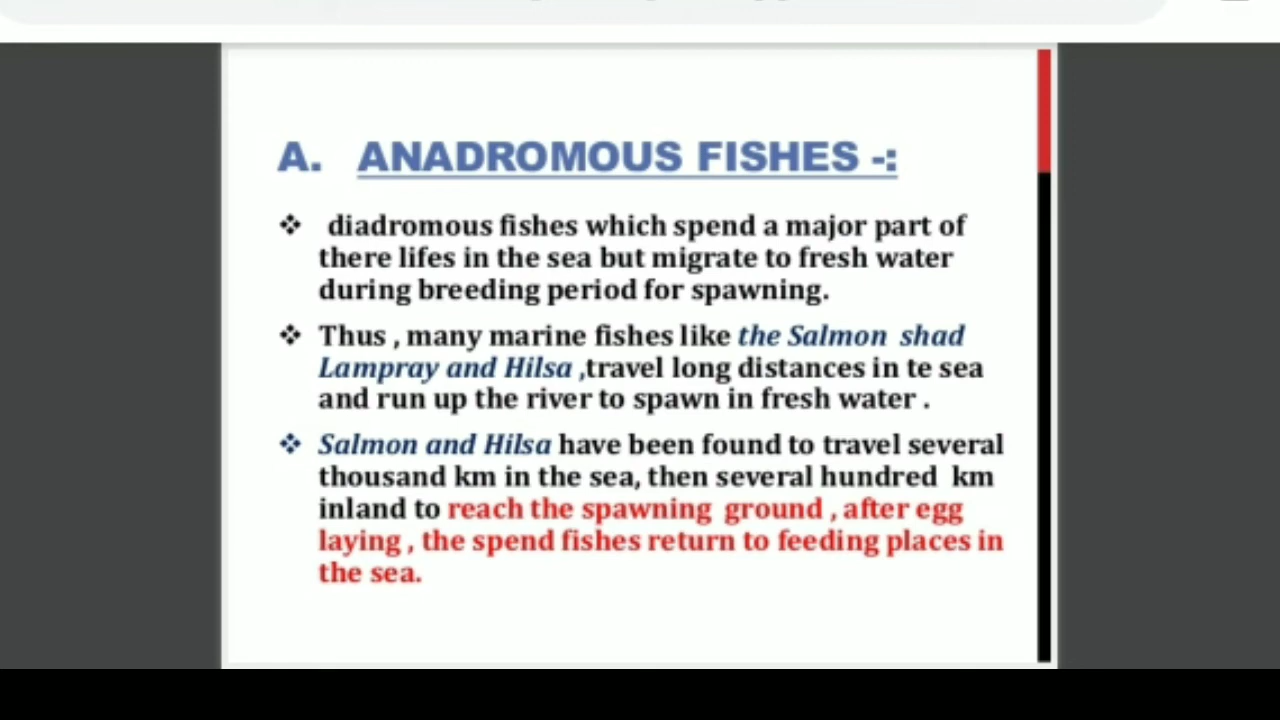 A. ANADROMOUS FISHES -:
❖ diadromous fishes which spend a major part of
there lifes in the sea but migrate to fresh water
during breeding period for spawning.
❖ Thus , many marine fishes like the Salmon shad
Lampray and Hilsa ,travel long distances in te sea
and run up the river to spawn in fresh water .
❖ Salmon and Hilsa have been found to travel several
thousand km in the sea, then several hundred km
inland to reach the spawning ground , after egg
laying , the spend fishes return to feeding places in
the sea.